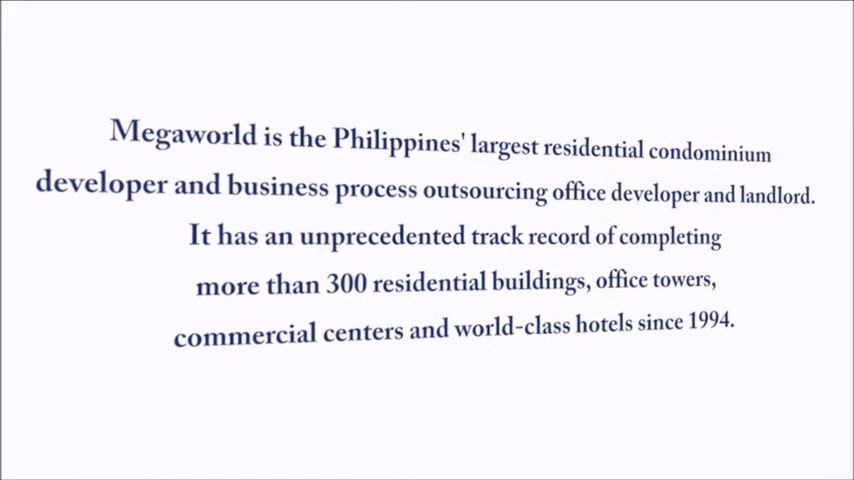 Megaworld is the Philippines' largest residential condominium
developer and business process outsourcing office developer and landlord.
It has an unprecedented track record of completing
more than 300 residential buildings, office towers,
commercial centers and world-class hotels since 1994.